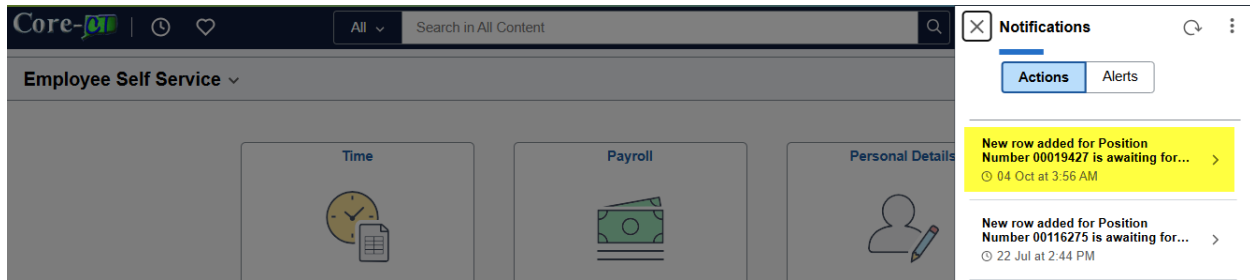 Core-CT
All
Search in All Content
Notifications
Employee Self Service
Actions
Alerts
Time
Payroll
Personal Details
New row added for Position
Number 00019427 is awaiting for...
04 Oct at 3:56 AM
New row added for Position
Number 00116275 is awaiting for...
22 Jul at 2:44 PM